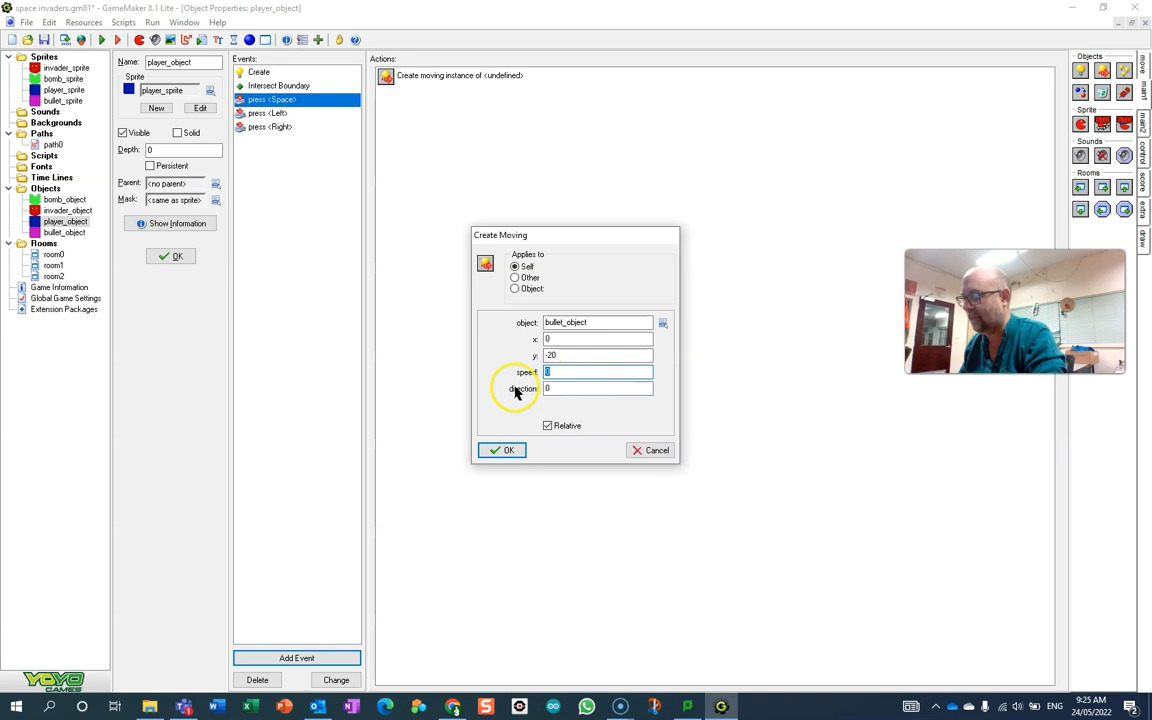 space invaders.gm81* - GameMaker 8.1 Lite - [Object Properties: player_object]
File Edit Resources Scripts Run Window Help
Sprites
invader_sprite
bomb_sprite
player_sprite
bullet_sprite
Sounds
Backgrounds
Paths
path0
Scripts
Fonts
Time Lines
Objects
bomb_object
invader_object
player_object
bullet_object
Rooms
room0
room1
room2
Game Information
Global Game Settings
Extension Packages
YOYO
GAMES
Name: player_object
Sprite
player_sprite
New Edit
Visible Solid
Depth: 0
Persistent
Parent: <no parent>
Mask: <same as sprite>
Show Information
OK
Events:
Create
Intersect Boundary
press <Space>
press <Left>
press <Right>
Add Event
Delete Change
Actions:
Create moving instance of <undefined>
Create Moving
Applies to
Self
Other
Object:
object: bullet_object
x: 0
y: -20
speed: 0
direction: 0
Relative
OK Cancel
Objects
Sprite
Sounds
Rooms
move
main1
main2
control
score
extra
draw
ENG
9:25 AM
24/05/2022